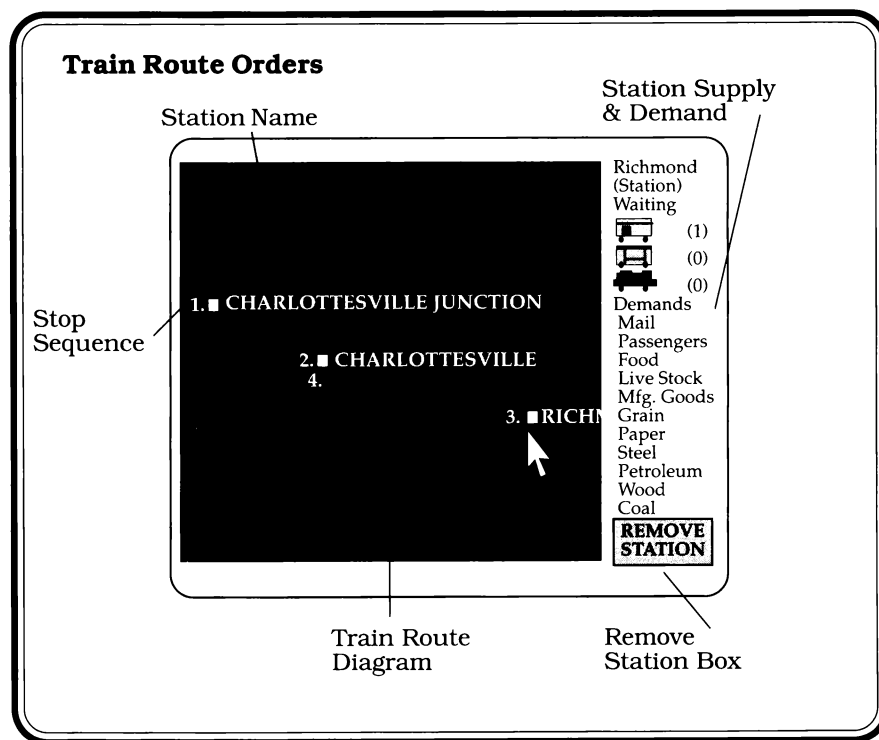 Train Route Orders
Station Name
Station Supply
& Demand
Richmond
(Station)
Waiting
(1)
(0)
(0)
Demands
Mail
Passengers
Food
Live Stock
Mfg. Goods
Grain
Paper
Steel
Petroleum
Wood
Coal
REMOVE
STATION
1. CHARLOTTESVILLE JUNCTION
2. CHARLOTTESVILLE
4.
3. RICHM
Stop
Sequence
Train Route
Diagram
Remove
Station Box